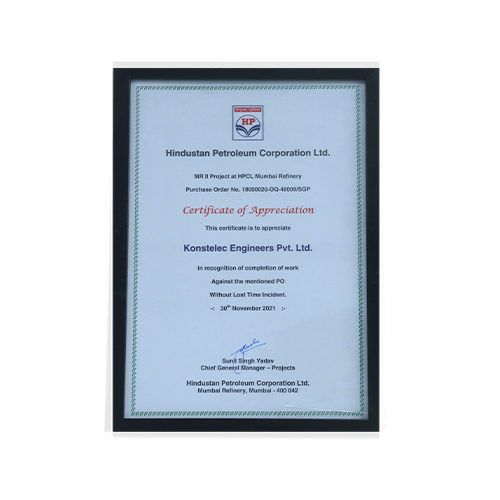 HP
Hindustan Petroleum Corporation Ltd.
MR II Project at HPCL Mumbai Refinery
Purchase Order No. 18000020-OQ-46009/SGP
Certificate of Appreciation
This certificate is to appreciate
Konstelec Engineers Pvt. Ltd.
In recognition of completion of work
Against the mentioned PO
Without Lost Time Incident.
-: 30th November 2021 :-
Sunil Singh Yadav
Chief General Manager – Projects
Hindustan Petroleum Corporation Ltd.
Mumbai Refinery, Mumbai - 400 042